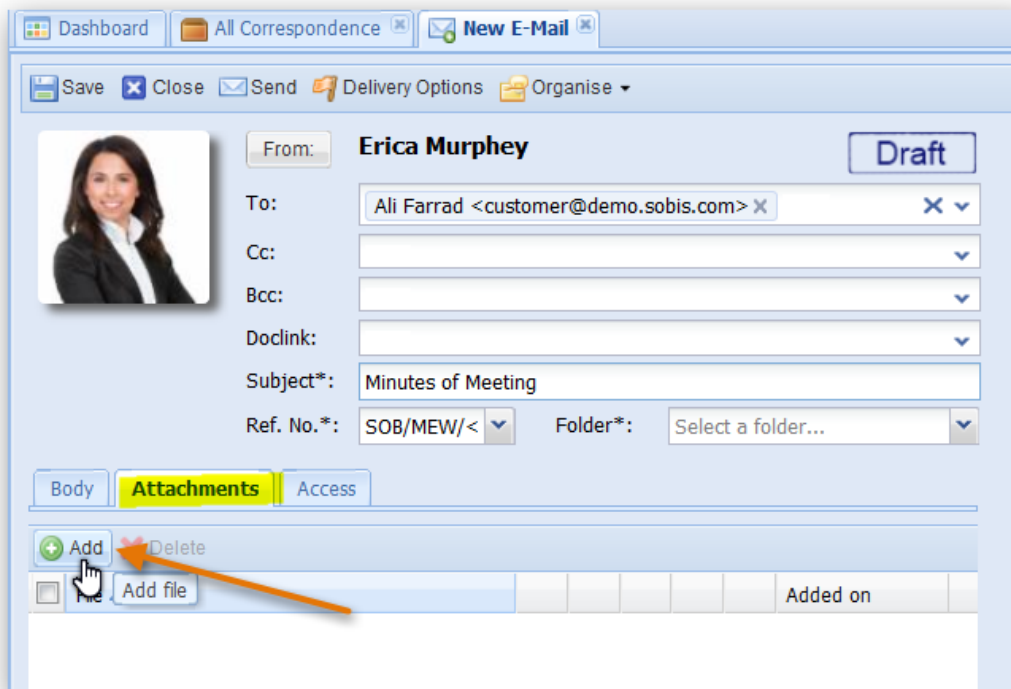 Dashboard All Correspondence New E-Mail
Save Close Send Delivery Options Organise
From: Erica Murphey Draft
To: Ali Farrad <customer@demo.sobis.com>
Cc:
Bcc:
Doclink:
Subject*: Minutes of Meeting
Ref. No.*: SOB/MEW/< Folder*: Select a folder...
Body Attachments Access
Add Delete
File Add file Added on